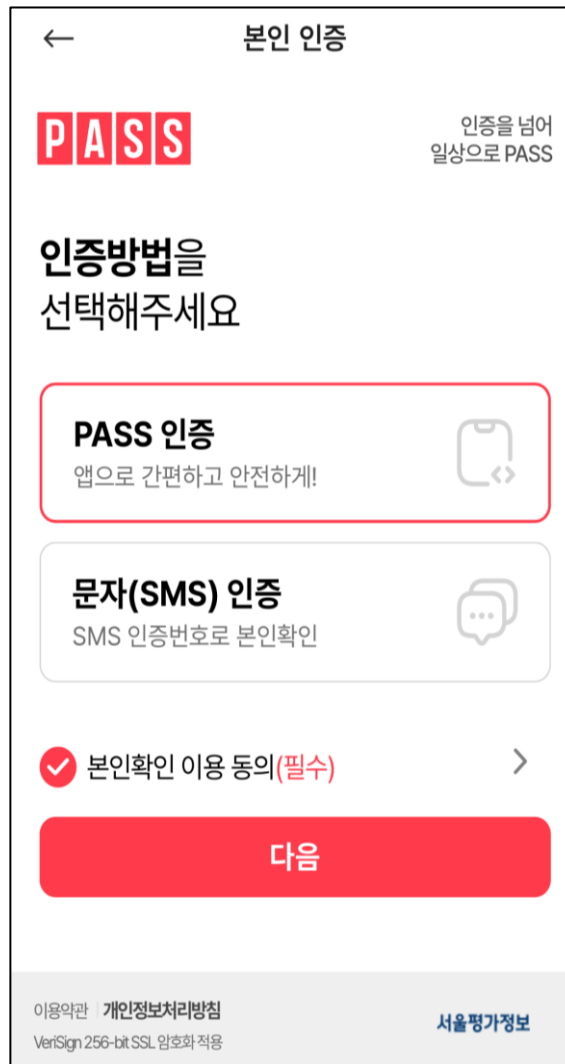 본인 인증
PASS
인증을 넘어
일상으로 PASS
인증방법을
선택해주세요
PASS 인증
앱으로 간편하고 안전하게!
문자(SMS) 인증
SMS 인증번호로 본인확인
본인확인 이용 동의(필수)
다음
이용약관 개인정보처리방침
VeriSign 256-bit SSL 암호화 적용
서울평가정보